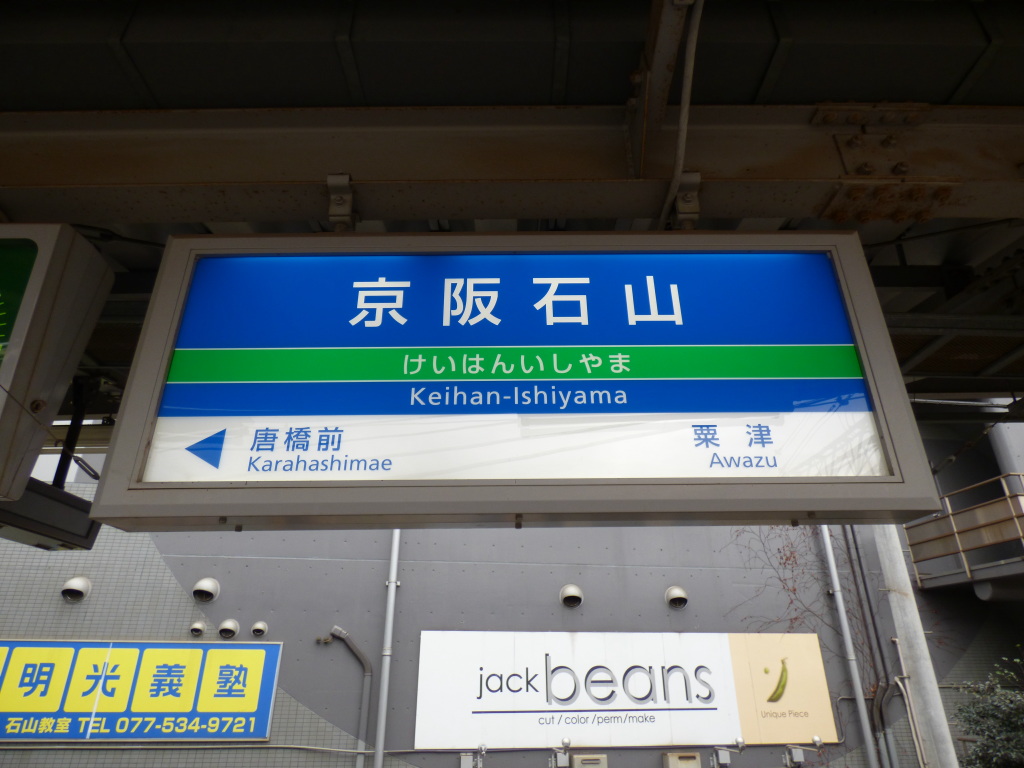 京阪石山
けいはんいしやま
Keihan-Ishiyama
唐橋前
Karahashimae
粟津
Awazu
明光義塾
石山教室 TEL 077-534-9721
jack beans
cut / color / perm / make
Unique Piece